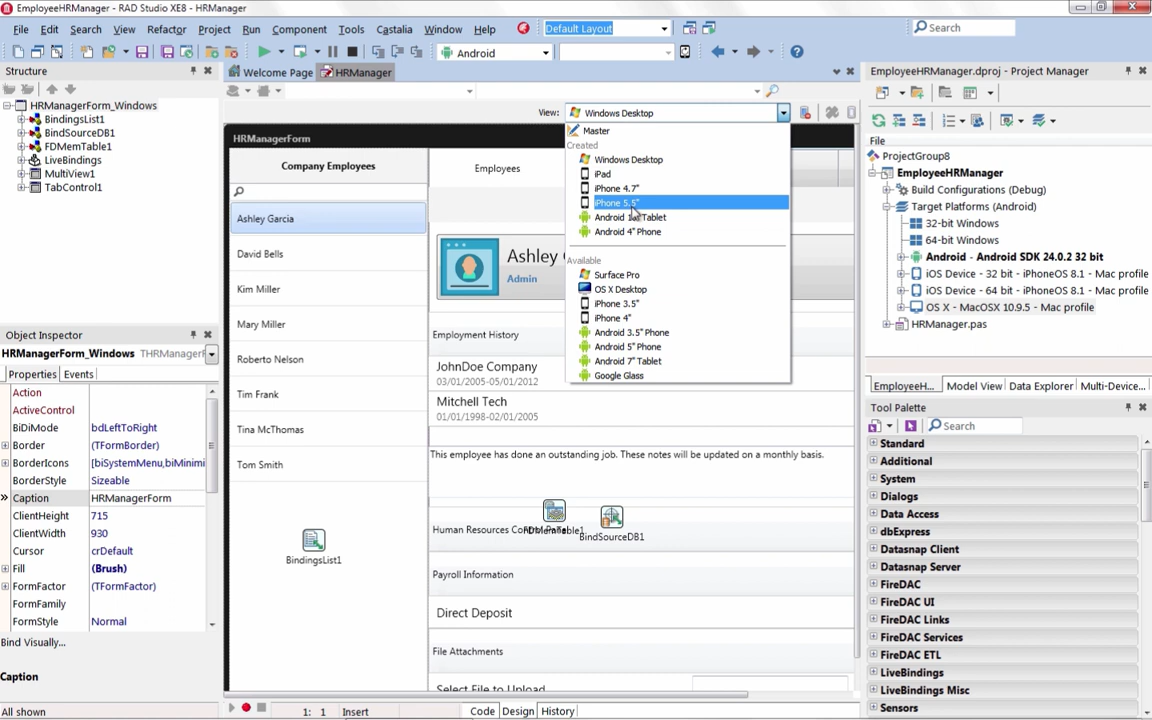 EmployeeHRManager - RAD Studio XE8 - HRManager
File Edit Search View Refactor Project Run Component Tools Castalia Window Help Default Layout Search
Android
Structure
Welcome Page HRManager
HRManagerForm_Windows
BindingsList1
BindSourceDB1
FDMemTable1
LiveBindings
MultiView1
TabControl1
Object Inspector
HRManagerForm_Windows THRManagerF
Properties Events
Action
ActiveControl
BiDiMode bdLeftToRight
Border (TFormBorder)
BorderIcons [biSystemMenu,biMinimi
BorderStyle Sizeable
Caption HRManagerForm
ClientHeight 715
ClientWidth 930
Cursor crDefault
Fill (Brush)
FormFactor (TFormFactor)
FormFamily
FormStyle Normal
Bind Visually...
Caption
All shown
View: Windows Desktop
HRManagerForm
Company Employees
Employees
Ashley Garcia
David Bells
Kim Miller
Mary Miller
Roberto Nelson
Tim Frank
Tina McThomas
Tom Smith
BindingsList1
Ashley
Admin
Employment History
JohnDoe Company
03/01/2005-05/01/2012
Mitchell Tech
01/01/1998-02/01/2005
This employee has done an outstanding job. These notes will be updated on a monthly basis.
Human Resources
FDMemTable1
BindSourceDB1
Payroll Information
Direct Deposit
File Attachments
Select File to Upload
Master
Created
Windows Desktop
iPad
iPhone 4.7"
iPhone 5.5"
Android Tablet
Android 4" Phone
Available
Surface Pro
OS X Desktop
iPhone 3.5"
iPhone 4"
Android 3.5" Phone
Android 5" Phone
Android 7" Tablet
Google Glass
1: 1 Insert Code Design History
EmployeeHRManager.dproj - Project Manager
File
ProjectGroup8
EmployeeHRManager
Build Configurations (Debug)
Target Platforms (Android)
32-bit Windows
64-bit Windows
Android - Android SDK 24.0.2 32 bit
iOS Device - 32 bit - iPhoneOS 8.1 - Mac profile
iOS Device - 64 bit - iPhoneOS 8.1 - Mac profile
OS X - MacOSX 10.9.5 - Mac profile
HRManager.pas
EmployeeH... Model View Data Explorer Multi-Device...
Tool Palette
Search
Standard
Additional
System
Dialogs
Data Access
dbExpress
Datasnap Client
Datasnap Server
FireDAC
FireDAC UI
FireDAC Links
FireDAC Services
FireDAC ETL
LiveBindings
LiveBindings Misc
Sensors